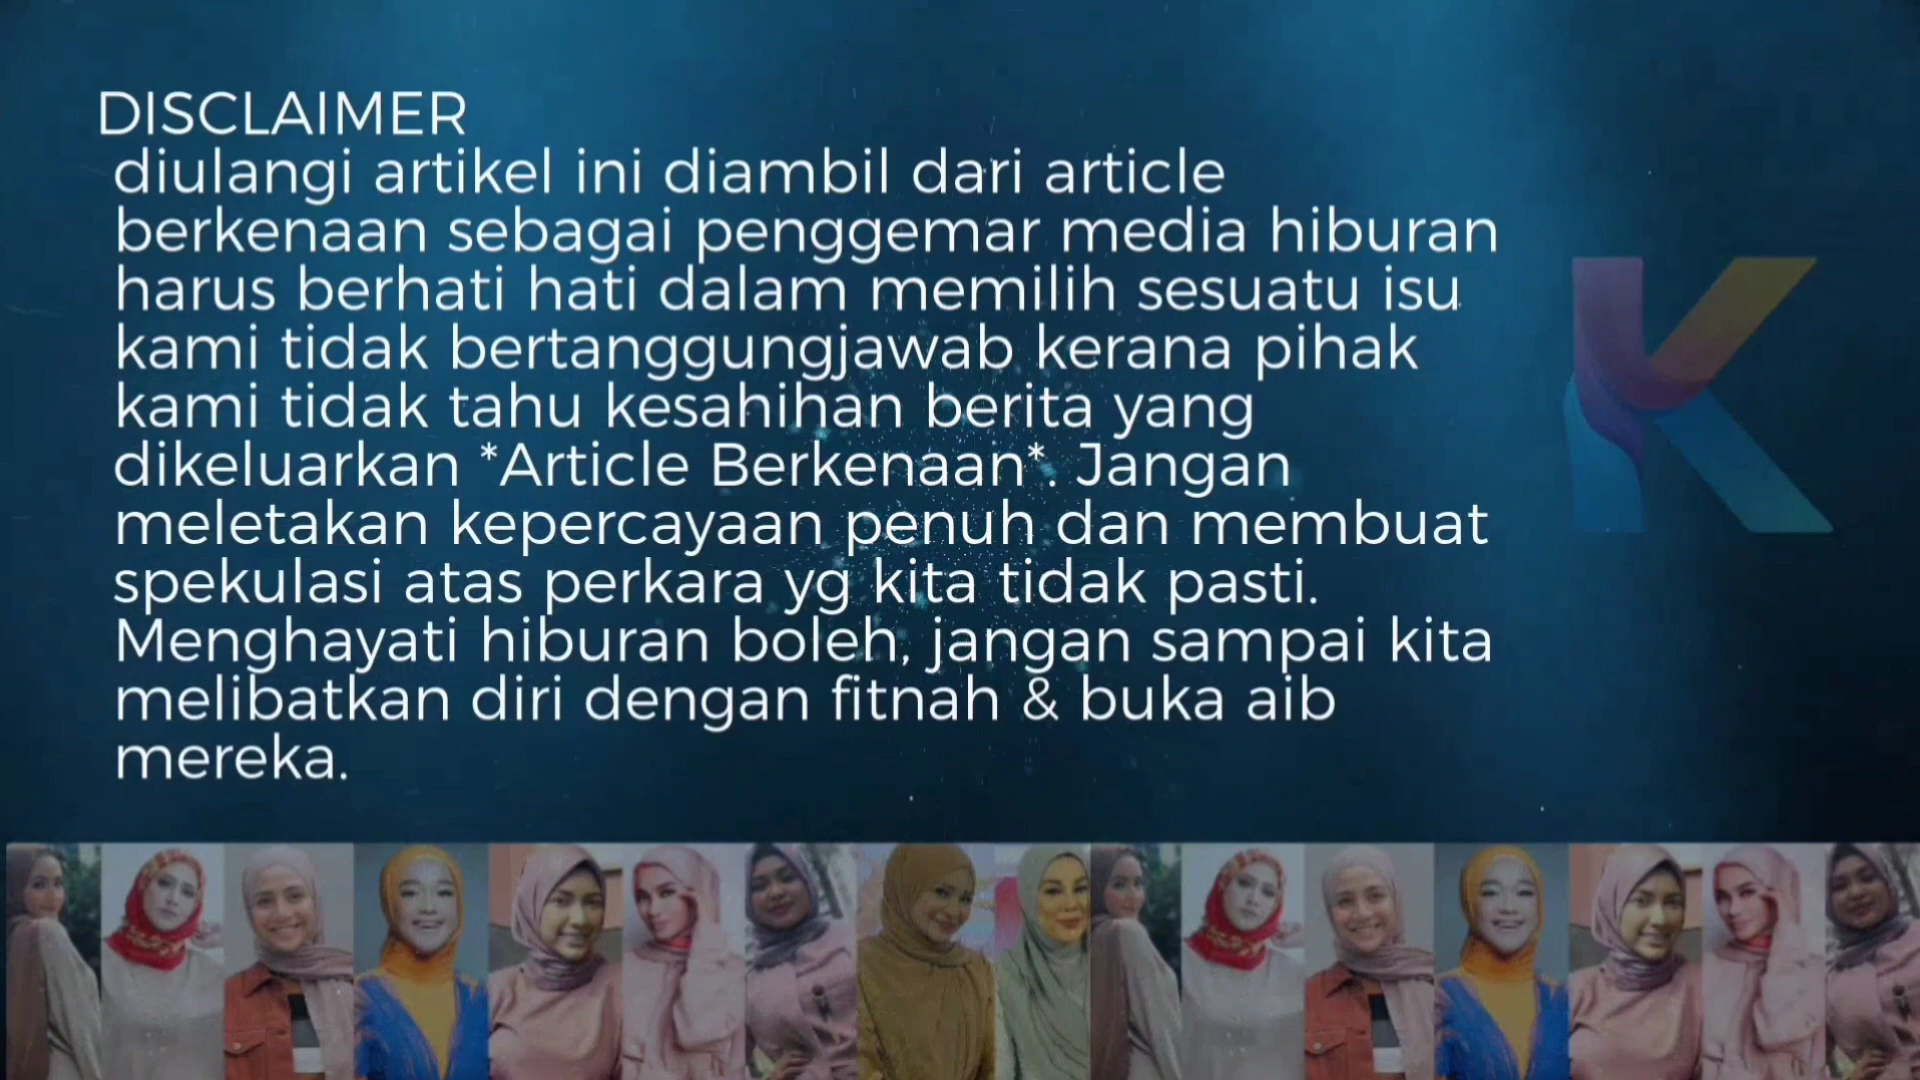 DISCLAIMER
diulangi artikel ini diambil dari article
berkenaan sebagai penggemar media hiburan
harus berhati hati dalam memilih sesuatu isu
kami tidak bertanggungjawab kerana pihak
kami tidak tahu kesahihan berita yang
dikeluarkan *Article Berkenaan*. Jangan
meletakan kepercayaan penuh dan membuat
spekulasi atas perkara yg kita tidak pasti.
Menghayati hiburan boleh, jangan sampai kita
melibatkan diri dengan fitnah & buka aib
mereka.
K